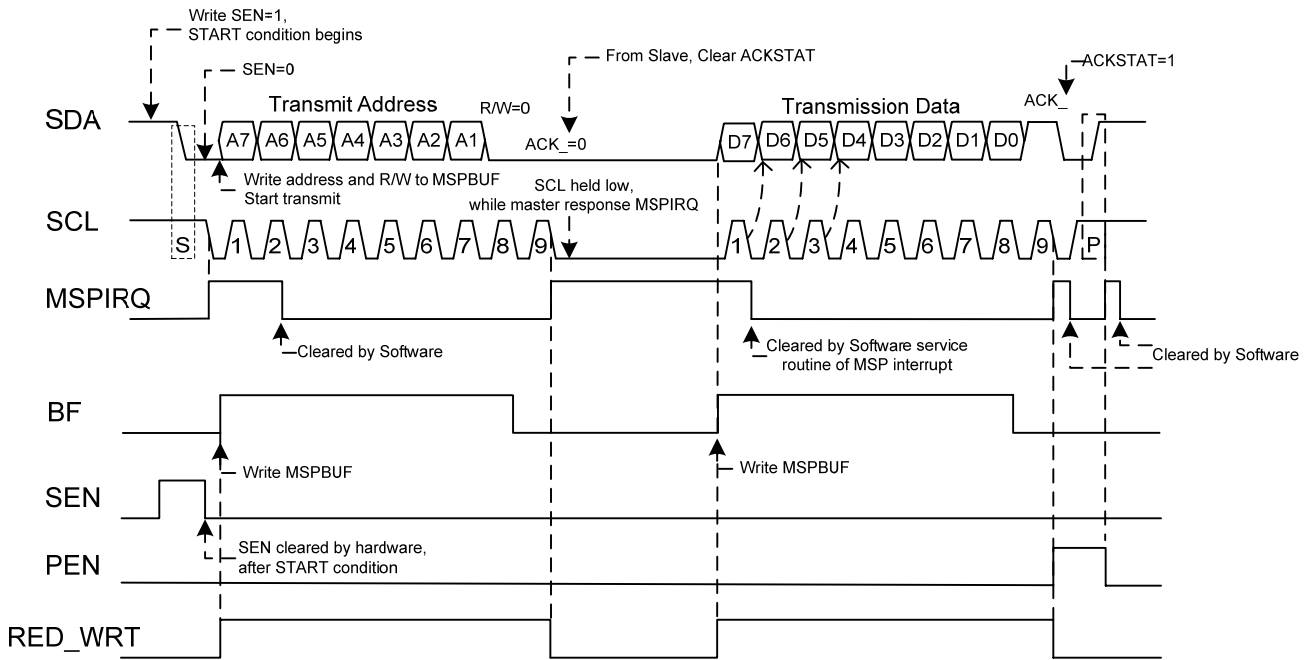 Write SEN=1,
START condition begins
SEN=0
From Slave, Clear ACKSTAT
ACKSTAT=1
SDA
Transmit Address
R/W=0
ACK_=0
Transmission Data
ACK_
A7 A6 A5 A4 A3 A2 A1
D7 D6 D5 D4 D3 D2 D1 D0
Write address and R/W to MSPBUF
Start transmit
SCL held low,
while master response MSPIRQ
SCL
S 1 2 3 4 5 6 7 8 9 1 2 3 4 5 6 7 8 9 P
MSPIRQ
Cleared by Software
Cleared by Software service
routine of MSP interrupt
Cleared by Software
BF
Write MSPBUF
Write MSPBUF
SEN
SEN cleared by hardware,
after START condition
PEN
RED_WRT